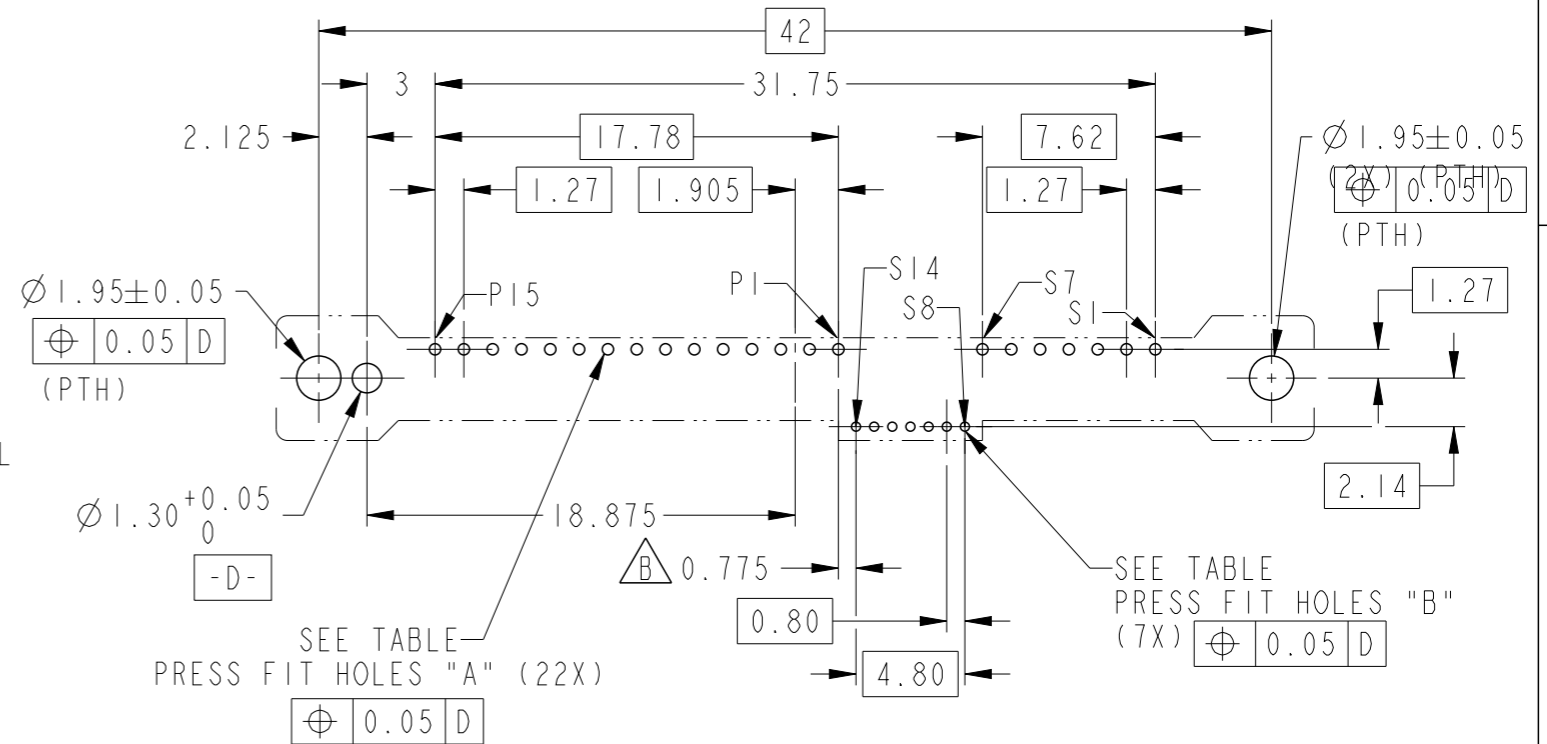 42
3
31.75
2.125
17.78
7.62
Ø1.95±0.05
(2X) (PTH)
⌖ 0.05 D
(PTH)
1.27
1.905
1.27
S14
P1
S7
S8
S1
P15
1.27
Ø1.95±0.05
⌖ 0.05 D
(PTH)
L
2.14
Ø1.30 +0.05
0
-D-
18.875
B 0.775
SEE TABLE
PRESS FIT HOLES "B"
(7X) ⌖ 0.05 D
0.80
4.80
SEE TABLE
PRESS FIT HOLES "A" (22X)
⌖ 0.05 D